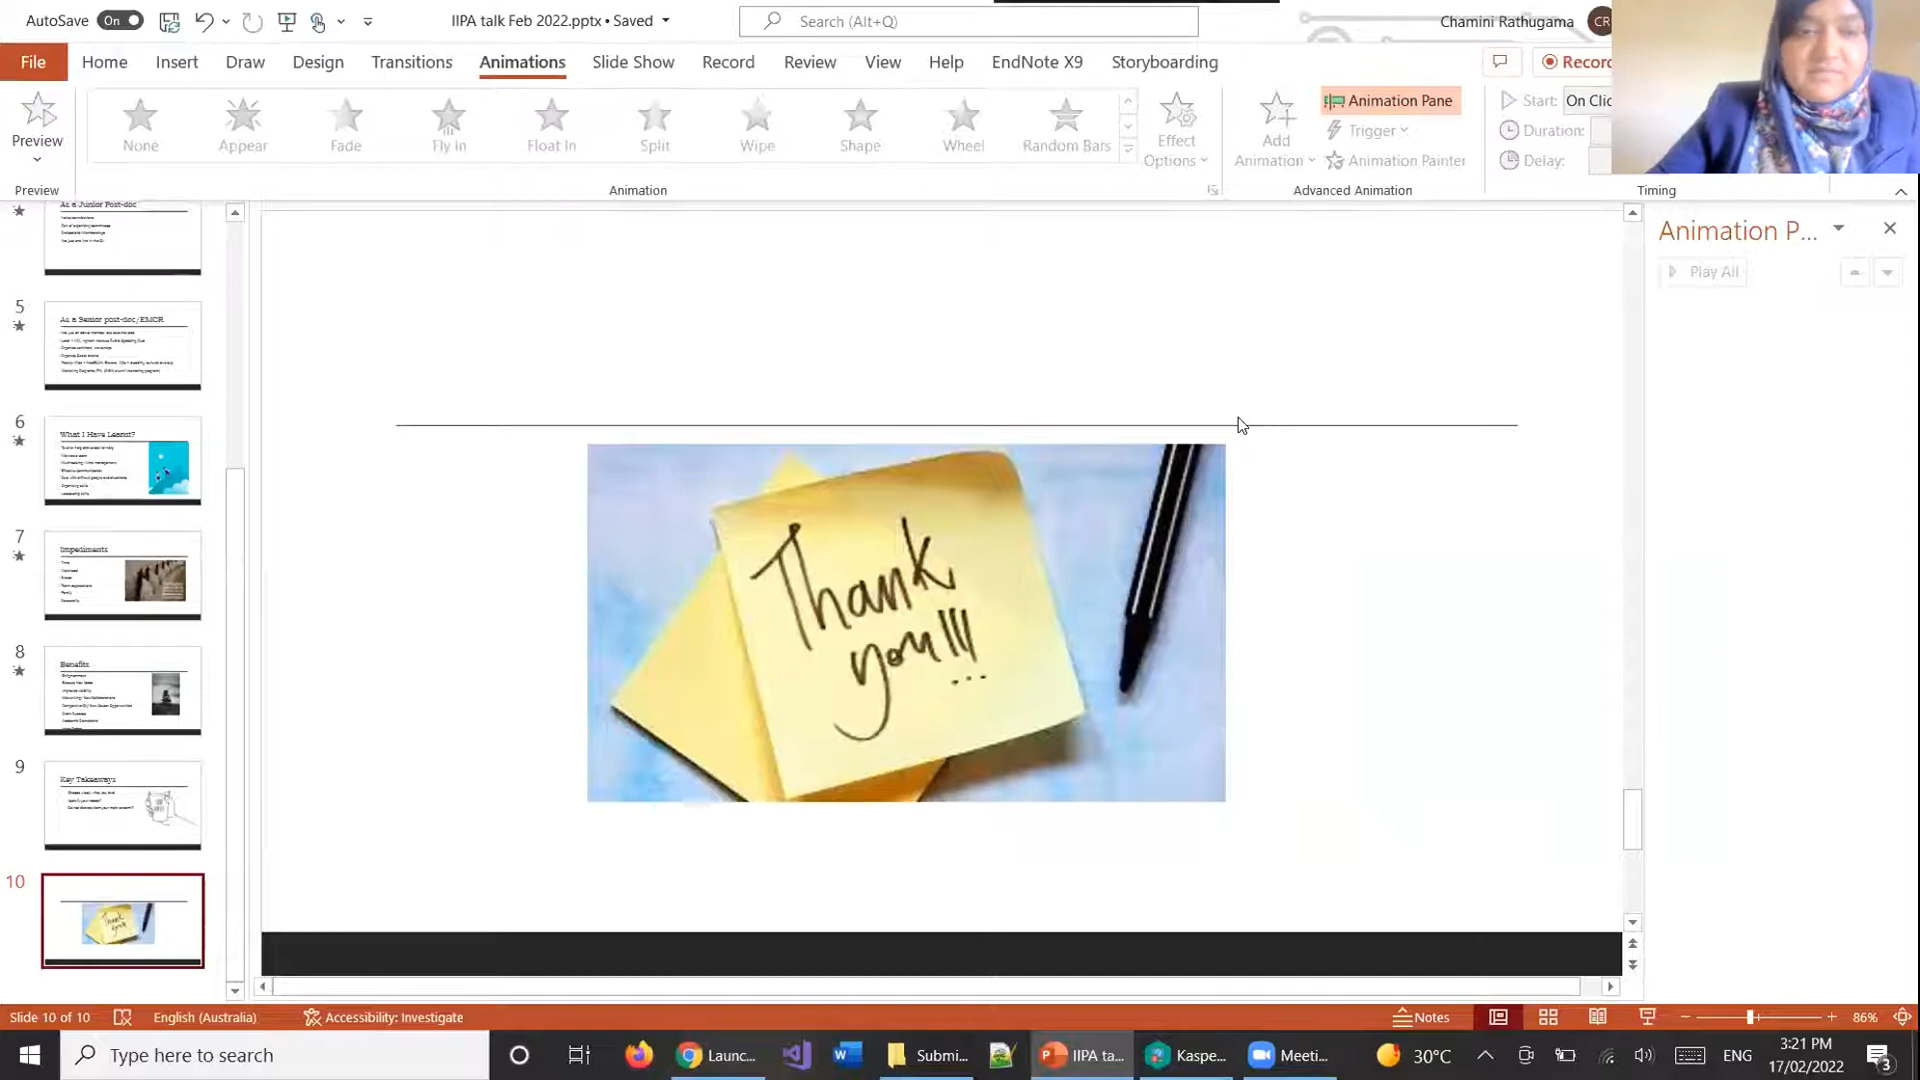 AutoSave On IIPA talk Feb 2022.pptx • Saved Search (Alt+Q) Chamini Rathugama CR
File Home Insert Draw Design Transitions Animations Slide Show Record Review View Help EndNote X9 Storyboarding Recor
Preview None Appear Fade Fly In Float In Split Wipe Shape Wheel Random Bars Effect Options Add Animation
Animation Pane Start: On Clic
Trigger Duration:
Animation Painter Delay:
Preview Animation Advanced Animation Timing
As a Junior Post-doc
5
As a Senior post-doc/EMCR
6
What I Have Learnt?
7
Impediments
8
Benefits
9
Key Takeaways
10
Thank
you!!!
...
Animation P...
Play All
Slide 10 of 10 English (Australia) Accessibility: Investigate Notes 86%
Type here to search Launc... Submi... IIPA ta... Kaspe... Meeti... 30°C ENG 3:21 PM
17/02/2022
3